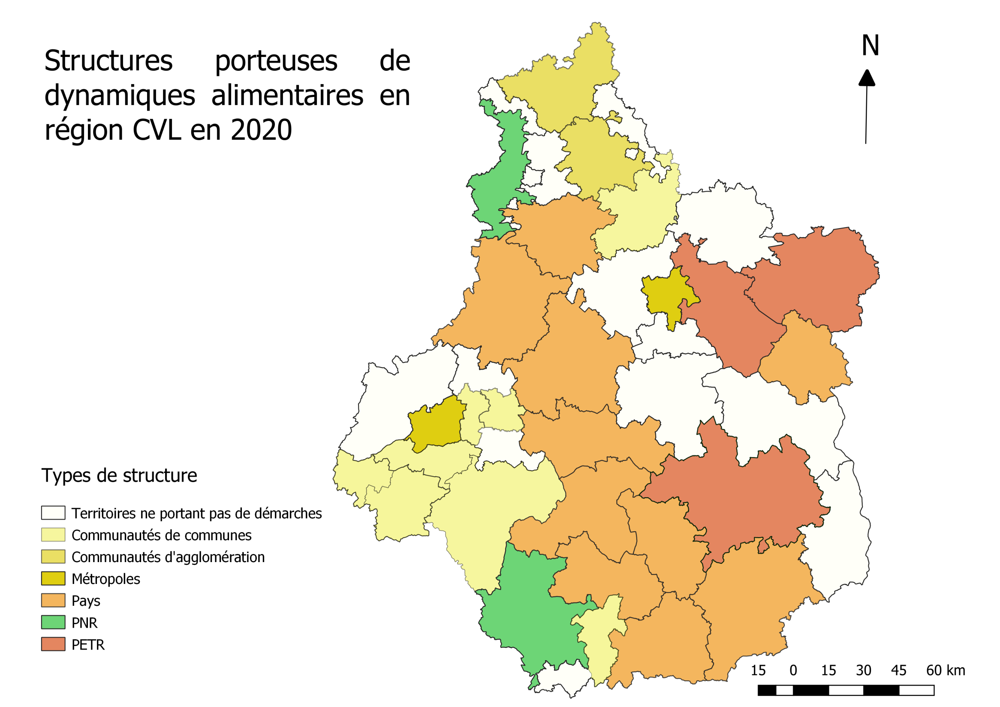 Structures porteuses de
dynamiques alimentaires en
région CVL en 2020
N
Types de structure
Territoires ne portant pas de démarches
Communautés de communes
Communautés d'agglomération
Métropoles
Pays
PNR
PETR
15 0 15 30 45 60 km